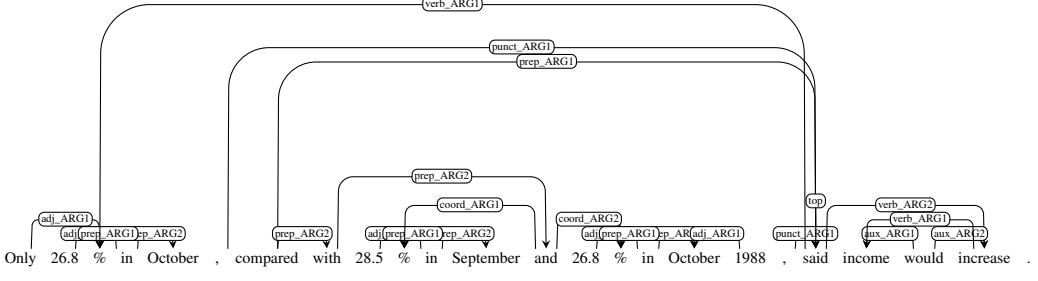 verb_ARG1
punct_ARG1
prep_ARG1
prep_ARG2
top
coord_ARG1
verb_ARG2
adj_ARG1
coord_ARG2
verb_ARG1
prep_ARG1
ep_ARG2
prep_ARG2
prep_ARG1
rep_ARG2
prep_ARG1
adj_ARG1
punct_ARG1
aux_ARG1
aux_ARG2
Only 26.8 % in October , compared with 28.5 % in September and 26.8 % in October 1988 , said income would increase .